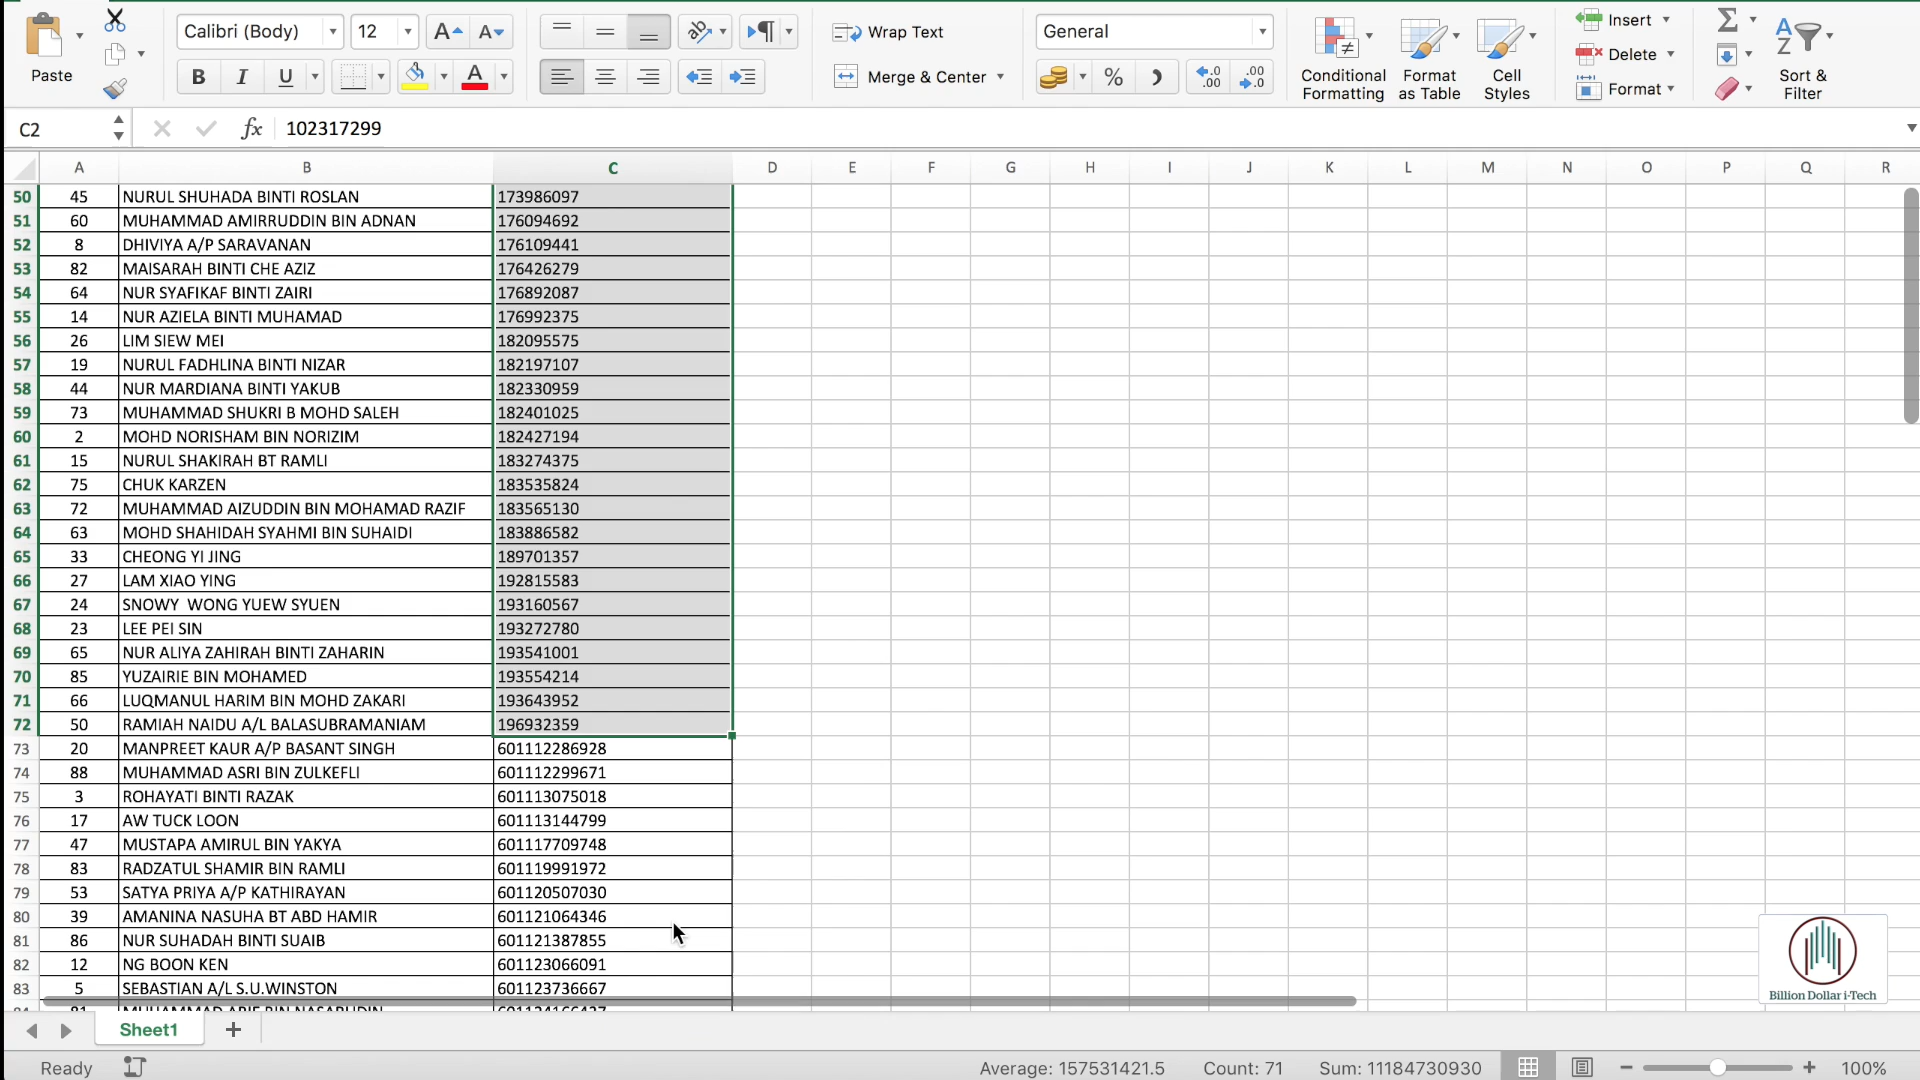 Calibri (Body) 12 A A Wrap Text General Insert
Paste B I U A Merge & Center % Conditional Formatting Format as Table Cell Styles Delete Format Sort & Filter
C2 fx 102317299
A B C D E F G H I J K L M N O P Q R
50 45 NURUL SHUHADA BINTI ROSLAN 173986097
51 60 MUHAMMAD AMIRRUDDIN BIN ADNAN 176094692
52 8 DHIVIYA A/P SARAVANAN 176109441
53 82 MAISARAH BINTI CHE AZIZ 176426279
54 64 NUR SYAFIKAF BINTI ZAIRI 176892087
55 14 NUR AZIELA BINTI MUHAMAD 176992375
56 26 LIM SIEW MEI 182095575
57 19 NURUL FADHLINA BINTI NIZAR 182197107
58 44 NUR MARDIANA BINTI YAKUB 182330959
59 73 MUHAMMAD SHUKRI B MOHD SALEH 182401025
60 2 MOHD NORISHAM BIN NORIZIM 182427194
61 15 NURUL SHAKIRAH BT RAMLI 183274375
62 75 CHUK KARZEN 183535824
63 72 MUHAMMAD AIZUDDIN BIN MOHAMAD RAZIF 183565130
64 63 MOHD SHAHIDAH SYAHMI BIN SUHAIDI 183886582
65 33 CHEONG YI JING 189701357
66 27 LAM XIAO YING 192815583
67 24 SNOWY WONG YUEW SYUEN 193160567
68 23 LEE PEI SIN 193272780
69 65 NUR ALIYA ZAHIRAH BINTI ZAHARIN 193541001
70 85 YUZAIRIE BIN MOHAMED 193554214
71 66 LUQMANUL HARIM BIN MOHD ZAKARI 193643952
72 50 RAMIAH NAIDU A/L BALASUBRAMANIAM 196932359
73 20 MANPREET KAUR A/P BASANT SINGH 601112286928
74 88 MUHAMMAD ASRI BIN ZULKEFLI 601112299671
75 3 ROHAYATI BINTI RAZAK 601113075018
76 17 AW TUCK LOON 601113144799
77 47 MUSTAPA AMIRUL BIN YAKYA 601117709748
78 83 RADZATUL SHAMIR BIN RAMLI 601119991972
79 53 SATYA PRIYA A/P KATHIRAYAN 601120507030
80 39 AMANINA NASUHA BT ABD HAMIR 601121064346
81 86 NUR SUHADAH BINTI SUAIB 601121387855
82 12 NG BOON KEN 601123066091
83 5 SEBASTIAN A/L S.U.WINSTON 601123736667
Billion Dollar i-Tech
Sheet1
Ready Average: 157531421.5 Count: 71 Sum: 11184730930 100%